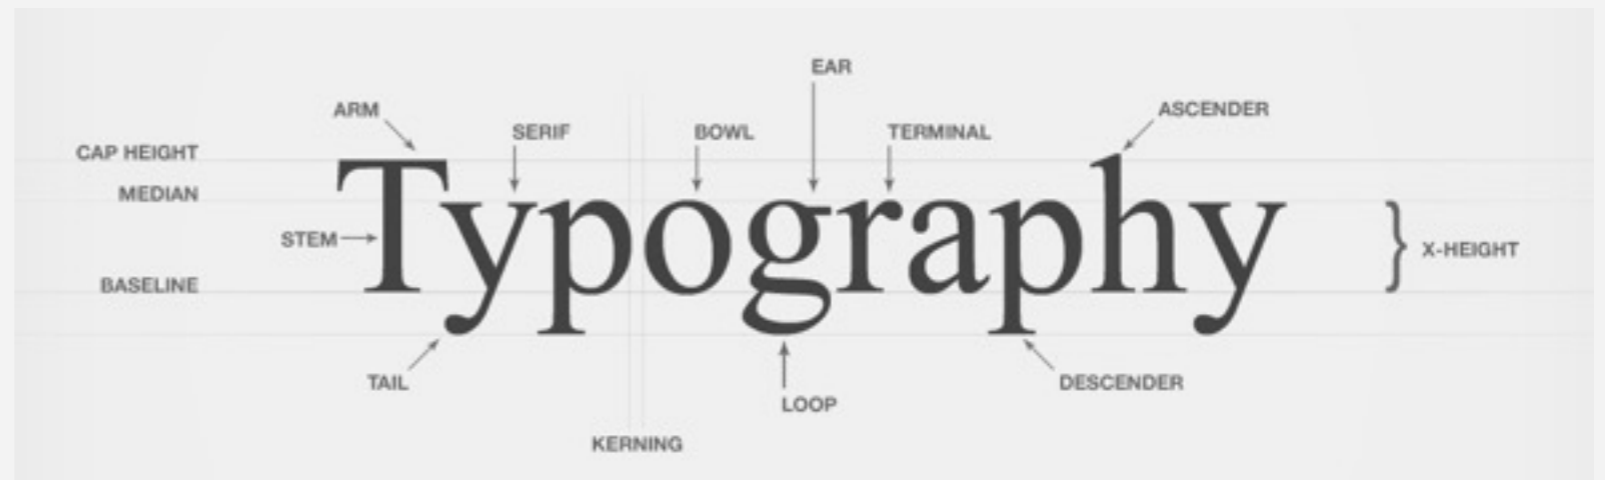 EAR
ARM
ASCENDER
SERIF
BOWL
TERMINAL
CAP HEIGHT
MEDIAN
Typography
STEM
X-HEIGHT
BASELINE
TAIL
DESCENDER
LOOP
KERNING